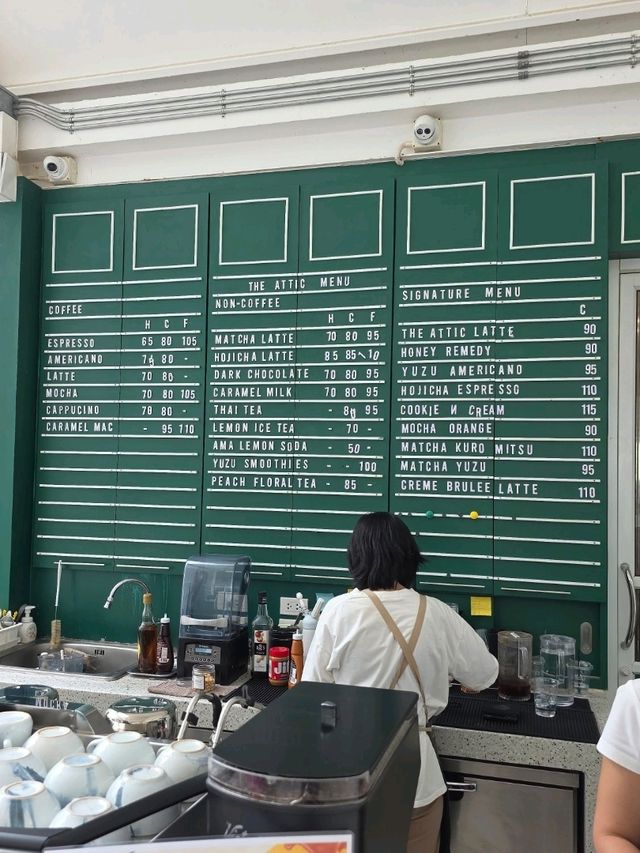 COFFEE
H C F
ESPRESSO 65 80 105
AMERICANO 70 80 -
LATTE 70 80 -
MOCHA 70 80 105
CAPPUCINO 70 80 -
CARAMEL MAC - 95 110
THE ATTIC MENU
NON-COFFEE
H C F
MATCHA LATTE 70 80 95
HOJICHA LATTE 85 85 110
DARK CHOCOLATE 70 80 95
CARAMEL MILK 70 80 95
THAI TEA - 80 95
LEMON ICE TEA - 70 -
AMA LEMON SODA - 50 -
YUZU SMOOTHIES - - 100
PEACH FLORAL TEA - 85 -
SIGNATURE MENU
C
THE ATTIC LATTE 90
HONEY REMEDY 90
YUZU AMERICANO 95
HOJICHA ESPRESSO 110
COOKIE N CREAM 115
MOCHA ORANGE 90
MATCHA KURO MITSU 110
MATCHA YUZU 95
CREME BRULEE LATTE 110